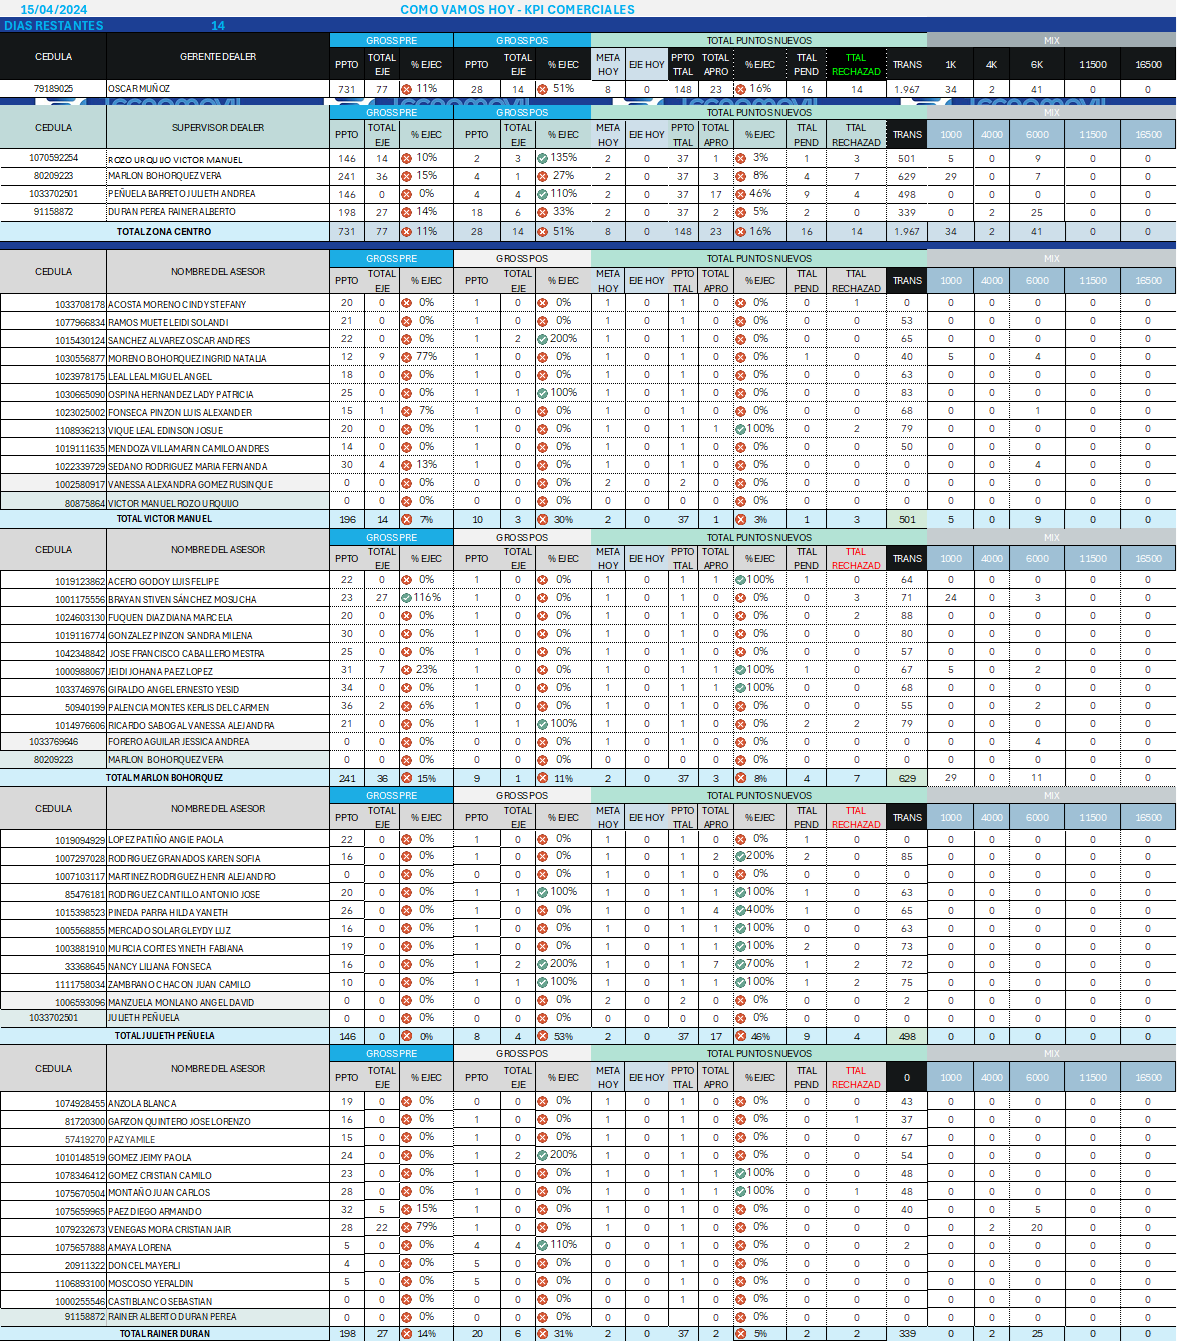 15/04/2024 COMO VAMOS HOY - KPI COMERCIALES
DIAS RESTANTES 14
CEDULA GERENTE DEALER GROSS PRE GROSS POS TOTAL PUNTOS NUEVOS MIX
PPTO TOTAL EJE % EJEC PPTO TOTAL EJE % EJEC META HOY EJE HOY PPTO TTAL TOTAL APRO % EJEC TTAL PEND TTAL RECHAZAD TRANS 1K 4K 6K 11500 16500
79189025 OSCAR MUÑOZ 731 77 11% 28 14 51% 8 0 148 23 16% 16 14 1.967 34 2 41 0 0
CEDULA SUPERVISOR DEALER GROSS PRE GROSS POS TOTAL PUNTOS NUEVOS MIX
PPTO TOTAL EJE % EJEC PPTO TOTAL EJE % EJEC META HOY EJE HOY PPTO TTAL TOTAL APRO % EJEC TTAL PEND TTAL RECHAZAD TRANS 1000 4000 6000 11500 16500
1070592254 ROZO URQUIJO VICTOR MANUEL 146 14 10% 2 3 135% 2 0 37 1 3% 1 3 501 5 0 9 0 0
80209223 MARLON BOHORQUEZ VERA 241 36 15% 4 1 27% 2 0 37 3 8% 4 7 629 29 0 7 0 0
1033702501 PEÑUELA BARRETO JULIETH ANDREA 146 0 0% 4 4 110% 2 0 37 17 46% 9 4 498 0 0 0 0 0
91158872 DURAN PEREA RAINER ALBERTO 198 27 14% 18 6 33% 2 0 37 2 5% 2 0 339 0 2 25 0 0
TOTAL ZONA CENTRO 731 77 11% 28 14 51% 8 0 148 23 16% 16 14 1.967 34 2 41 0 0
CEDULA NOMBRE DEL ASESOR GROSS PRE GROSS POS TOTAL PUNTOS NUEVOS MIX
PPTO TOTAL EJE % EJEC PPTO TOTAL EJE % EJEC META HOY EJE HOY PPTO TTAL TOTAL APRO % EJEC TTAL PEND TTAL RECHAZAD TRANS 1000 4000 6000 11500 16500
1033708178 ACOSTA MORENO CINDY STEFANY 20 0 0% 1 0 0% 1 0 1 0 0% 0 1 0 0 0 0 0 0
1077966834 RAMOS MUETE LEIDI SOLANDI 21 0 0% 1 0 0% 1 0 1 0 0% 0 0 53 0 0 0 0 0
1015430124 SANCHEZ ALVAREZ OSCAR ANDRES 22 0 0% 1 2 200% 1 0 1 0 0% 0 0 65 0 0 0 0 0
1030556877 MORENO BOHORQUEZ INGRID NATALIA 12 9 77% 1 0 0% 1 0 1 0 0% 1 0 40 5 0 4 0 0
1023978175 LEAL LEAL MIGUEL ANGEL 18 0 0% 1 0 0% 1 0 1 0 0% 0 0 63 0 0 0 0 0
1030665090 OSPINA HERNANDEZ LADY PATRICIA 25 0 0% 1 1 100% 1 0 1 0 0% 0 0 83 0 0 0 0 0
1023025002 FONSECA PINZON LUIS ALEXANDER 15 1 7% 1 0 0% 1 0 1 0 0% 0 0 68 0 0 1 0 0
1108936213 VIQUE LEAL EDINSON JOSUE 20 0 0% 1 0 0% 1 0 1 1 100% 0 2 79 0 0 0 0 0
1019111635 MENDOZA VILLAMARIN CAMILO ANDRES 14 0 0% 1 0 0% 1 0 1 0 0% 0 0 50 0 0 0 0 0
1022339729 SEDANO RODRIGUEZ MARIA FERNANDA 30 4 13% 1 0 0% 1 0 1 0 0% 0 0 0 0 0 4 0 0
1002580917 VANESSA ALEXANDRA GOMEZ RUSINQUE 0 0 0% 0 0 0% 2 0 2 0 0% 0 0 0 0 0 0 0 0
80875864 VICTOR MANUEL ROZO URQUIJO 0 0 0% 0 0 0% 0 0 0 0 0% 0 0 0 0 0 0 0 0
TOTAL VICTOR MANUEL 196 14 7% 10 3 30% 2 0 37 1 3% 1 3 501 5 0 9 0 0
CEDULA NOMBRE DEL ASESOR GROSS PRE GROSS POS TOTAL PUNTOS NUEVOS MIX
PPTO TOTAL EJE % EJEC PPTO TOTAL EJE % EJEC META HOY EJE HOY PPTO TTAL TOTAL APRO % EJEC TTAL PEND TTAL RECHAZAD TRANS 1000 4000 6000 11500 16500
1019123862 ACERO GODOY LUIS FELIPE 22 0 0% 1 0 0% 1 0 1 1 100% 1 0 64 0 0 0 0 0
1001175556 BRAYAN STIVEN SÁNCHEZ MOSUCHA 23 27 116% 1 0 0% 1 0 1 0 0% 0 3 71 24 0 3 0 0
1024603130 FUQUEN DIAZ DIANA MARCELA 20 0 0% 1 0 0% 1 0 1 0 0% 0 2 88 0 0 0 0 0
1019116774 GONZALEZ PINZON SANDRA MILENA 30 0 0% 1 0 0% 1 0 1 0 0% 0 0 80 0 0 0 0 0
1042348842 JOSE FRANCISCO CABALLERO MESTRA 25 0 0% 1 0 0% 1 0 1 0 0% 0 0 57 0 0 0 0 0
1000988067 JEIDI JOHANA PAEZ LOPEZ 31 7 23% 1 0 0% 1 0 1 1 100% 1 0 67 5 0 2 0 0
1033746976 GIRALDO ANGEL ERNESTO YESID 34 0 0% 1 0 0% 1 0 1 1 100% 0 0 68 0 0 0 0 0
50940199 PALENCIA MONTES KERLIS DEL CARMEN 36 2 6% 1 0 0% 1 0 1 0 0% 0 0 55 0 0 2 0 0
1014976606 RICARDO SABOGAL VANESSA ALEJANDRA 21 0 0% 1 1 100% 1 0 1 0 0% 2 2 79 0 0 0 0 0
1033769646 FORERO AGUILAR JESSICA ANDREA 0 0 0% 0 0 0% 0 0 0 0 0% 0 0 0 0 0 4 0 0
80209223 MARLON BOHORQUEZ VERA 0 0 0% 0 0 0% 0 0 0 0 0% 0 0 0 0 0 0 0 0
TOTAL MARLON BOHORQUEZ 241 36 15% 9 1 11% 2 0 37 3 8% 4 7 629 29 0 11 0 0
CEDULA NOMBRE DEL ASESOR GROSS PRE GROSS POS TOTAL PUNTOS NUEVOS MIX
PPTO TOTAL EJE % EJEC PPTO TOTAL EJE % EJEC META HOY EJE HOY PPTO TTAL TOTAL APRO % EJEC TTAL PEND TTAL RECHAZAD TRANS 1000 4000 6000 11500 16500
1019094929 LOPEZ PATIÑO ANGIE PAOLA 22 0 0% 1 0 0% 1 0 1 0 0% 1 0 0 0 0 0 0 0
1007297028 RODRIGUEZ GRANADOS KAREN SOFIA 16 0 0% 1 0 0% 1 0 1 2 200% 2 0 85 0 0 0 0 0
1007103117 MARTINEZ RODRIGUEZ HENRI ALEJANDRO 0 0 0% 0 0 0% 1 0 1 0 0% 0 0 0 0 0 0 0 0
85476181 RODRIGUEZ CANTILLO ANTONIO JOSE 20 0 0% 1 1 100% 1 0 1 1 100% 1 0 63 0 0 0 0 0
1015398523 PINEDA PARRA HILDA YANETH 26 0 0% 1 0 0% 1 0 1 4 400% 1 0 65 0 0 0 0 0
1005568855 MERCADO SOLAR GLEYDY LUZ 16 0 0% 1 0 0% 1 0 1 1 100% 0 0 63 0 0 0 0 0
1003881910 MURCIA CORTES YINETH FABIANA 19 0 0% 1 0 0% 1 0 1 1 100% 2 0 73 0 0 0 0 0
33368645 NANCY LILIANA FONSECA 16 0 0% 1 2 200% 1 0 1 7 700% 1 2 72 0 0 0 0 0
1111758034 ZAMBRANO CHACON JUAN CAMILO 10 0 0% 1 1 100% 1 0 1 1 100% 1 2 75 0 0 0 0 0
1006593096 MANZUELA MONLANO ANGEL DAVID 0 0 0% 0 0 0% 2 0 2 0 0% 0 0 2 0 0 0 0 0
1033702501 JULIETH PEÑUELA 0 0 0% 0 0 0% 0 0 0 0 0% 0 0 0 0 0 0 0 0
TOTAL JULIETH PEÑUELA 146 0 0% 8 4 53% 2 0 37 17 46% 9 4 498 0 0 0 0 0
CEDULA NOMBRE DEL ASESOR GROSS PRE GROSS POS TOTAL PUNTOS NUEVOS MIX
PPTO TOTAL EJE % EJEC PPTO TOTAL EJE % EJEC META HOY EJE HOY PPTO TTAL TOTAL APRO % EJEC TTAL PEND TTAL RECHAZAD 0 1000 4000 6000 11500 16500
1074928455 ANZOLA BLANCA 19 0 0% 0 0 0% 1 0 1 0 0% 0 0 43 0 0 0 0 0
81720300 GARZON QUINTERO JOSE LORENZO 16 0 0% 1 0 0% 1 0 1 0 0% 0 1 37 0 0 0 0 0
57419270 PAZ YAMILE 15 0 0% 1 0 0% 1 0 1 0 0% 0 0 67 0 0 0 0 0
1010148519 GOMEZ JEIMY PAOLA 24 0 0% 1 2 200% 1 0 1 0 0% 0 0 54 0 0 0 0 0
1078346412 GOMEZ CRISTIAN CAMILO 23 0 0% 1 0 0% 1 0 1 1 100% 0 0 48 0 0 0 0 0
1075670504 MONTAÑO JUAN CARLOS 28 0 0% 1 0 0% 1 0 1 1 100% 0 1 48 0 0 0 0 0
1075659965 PAEZ DIEGO ARMANDO 32 5 15% 1 0 0% 1 0 1 0 0% 0 0 40 0 0 5 0 0
1079232673 VENEGAS MORA CRISTIAN JAIR 28 22 79% 1 0 0% 1 0 1 0 0% 0 0 0 0 2 20 0 0
1075657888 AMAYA LORENA 5 0 0% 4 4 110% 0 0 1 0 0% 0 0 2 0 0 0 0 0
20911322 DONCEL MAYERLI 4 0 0% 5 0 0% 0 0 1 0 0% 0 0 0 0 0 0 0 0
1106893100 MOSCOSO YERALDIN 5 0 0% 5 0 0% 0 0 1 0 0% 0 0 0 0 0 0 0 0
1000255546 CASTIBLANCO SEBASTIAN 0 0 0% 0 0 0% 0 0 1 0 0% 0 0 0 0 0 0 0 0
91158872 RAINER ALBERTO DURAN PEREA 0 0 0% 0 0 0% 0 0 0 0 0% 0 0 0 0 0 0 0 0
TOTAL RAINER DURAN 198 27 14% 20 6 31% 2 0 37 2 5% 2 2 339 0 2 25 0 0